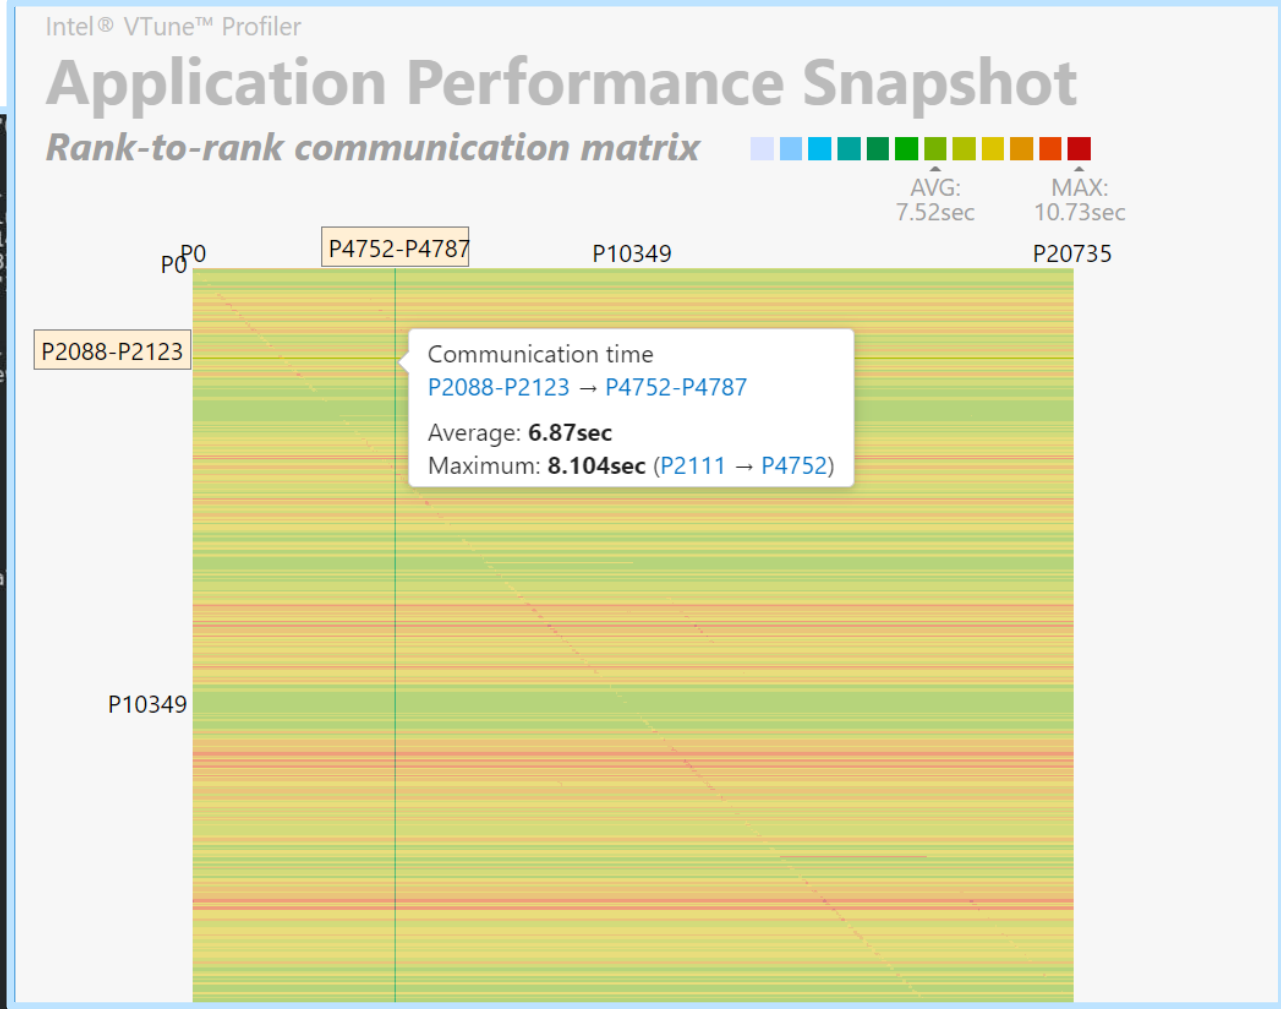 Intel® VTune™ Profiler
Application Performance Snapshot
Rank-to-rank communication matrix
AVG: MAX:
7.52sec 10.73sec
P0 P4752-P4787 P10349 P20735
P0
P2088-P2123
Communication time
P2088-P2123 → P4752-P4787
Average: 6.87sec
Maximum: 8.104sec (P2111 → P4752)
P10349